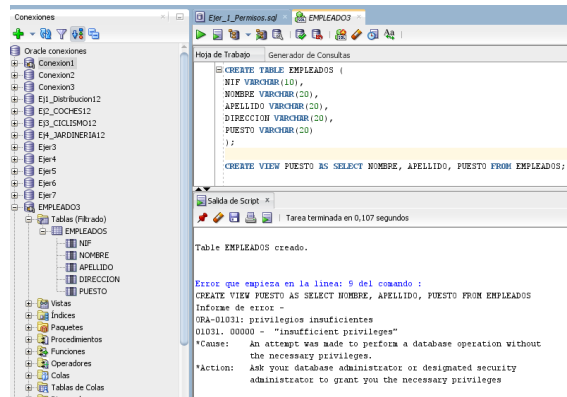 Conexiones
Oracle conexiones
Conexion1
Conexion2
Conexion3
Ej1_Distribucion12
Ej2_COCHES12
Ej3_CICLISMO12
Ej4_JARDINERIA12
Ejer3
Ejer4
Ejer5
Ejer6
Ejer7
EMPLEADO3
Tablas (Filtrado)
EMPLEADOS
NIF
NOMBRE
APELLIDO
DIRECCION
PUESTO
Vistas
Índices
Paquetes
Procedimientos
Funciones
Operadores
Colas
Tablas de Colas
Ejer_1_Permisos.sql
EMPLEADO3
Hoja de Trabajo Generador de Consultas
CREATE TABLE EMPLEADOS (
NIF VARCHAR(10),
NOMBRE VARCHAR(20),
APELLIDO VARCHAR(20),
DIRECCION VARCHAR(20),
PUESTO VARCHAR(20)
);
CREATE VIEW PUESTO AS SELECT NOMBRE, APELLIDO, PUESTO FROM EMPLEADOS;
Salida de Script
Tarea terminada en 0,107 segundos
Table EMPLEADOS creado.
Error que empieza en la línea: 9 del comando :
CREATE VIEW PUESTO AS SELECT NOMBRE, APELLIDO, PUESTO FROM EMPLEADOS
Informe de error -
ORA-01031: privilegios insuficientes
01031. 00000 - "insufficient privileges"
*Cause: An attempt was made to perform a database operation without
the necessary privileges.
*Action: Ask your database administrator or designated security
administrator to grant you the necessary privileges